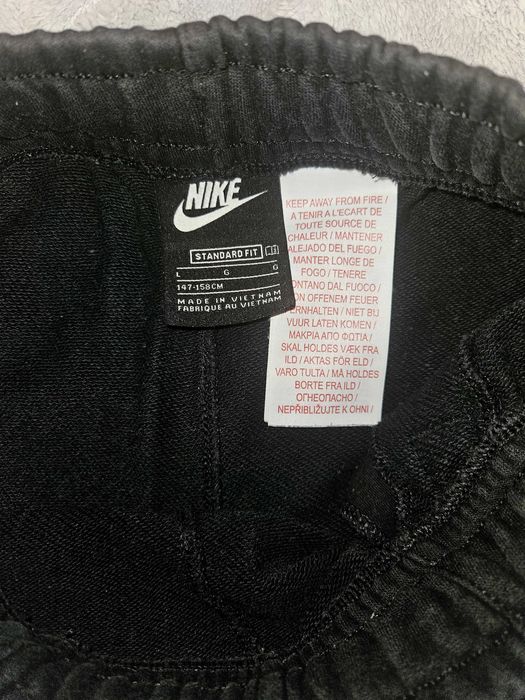 NIKE
STANDARD FIT
L G G
147-158CM
MADE IN VIETNAM
FABRIQUE AU VIETNAM
KEEP AWAY FROM FIRE /
A TENIR A L'ECART DE
TOUTE SOURCE DE
CHALEUR / MANTENER
ALEJADO DEL FUEGO /
MANTER LONGE DE
FOGO / TENERE
ONTANO DAL FUOCO /
ON OFFENEM FEUER
ERNHALTEN / NIET BIJ
VUUR LATEN KOMEN /
ΜΑΚΡΙΑ ΑΠΟ ΦΩΤΙΑ /
SKAL HOLDES VÆK FRA
ILD / AKTAS FÖR ELD /
VARO TULTA / MÅ HOLDES
BORTE FRA ILD /
ОГНЕОПАСНО /
NEPŘIBLIŽUJTE K OHNI /